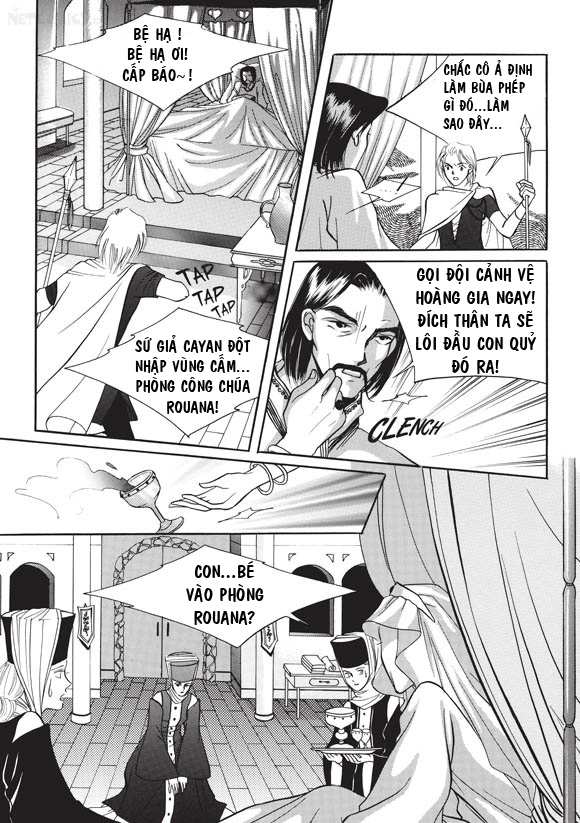 BỆ HẠ !
BỆ HẠ ƠI!
CẤP BÁO~ !
CHẮC CÔ Ả ĐỊNH
LÀM BÙA PHÉP
GÌ ĐÓ...LÀM
SAO ĐÂY...
TAP
TAP
TAP
SỨ GIẢ CAYAN ĐỘT
NHẬP VÙNG CẤM...
PHÒNG CÔNG CHÚA
ROUANA!
GỌI ĐỘI CẢNH VỆ
HOÀNG GIA NGAY!
ĐÍCH THÂN TA SẼ
LÔI ĐẦU CON QUỶ
ĐÓ RA!
CLENCH
CON...BÉ
VÀO PHÒNG
ROUANA?